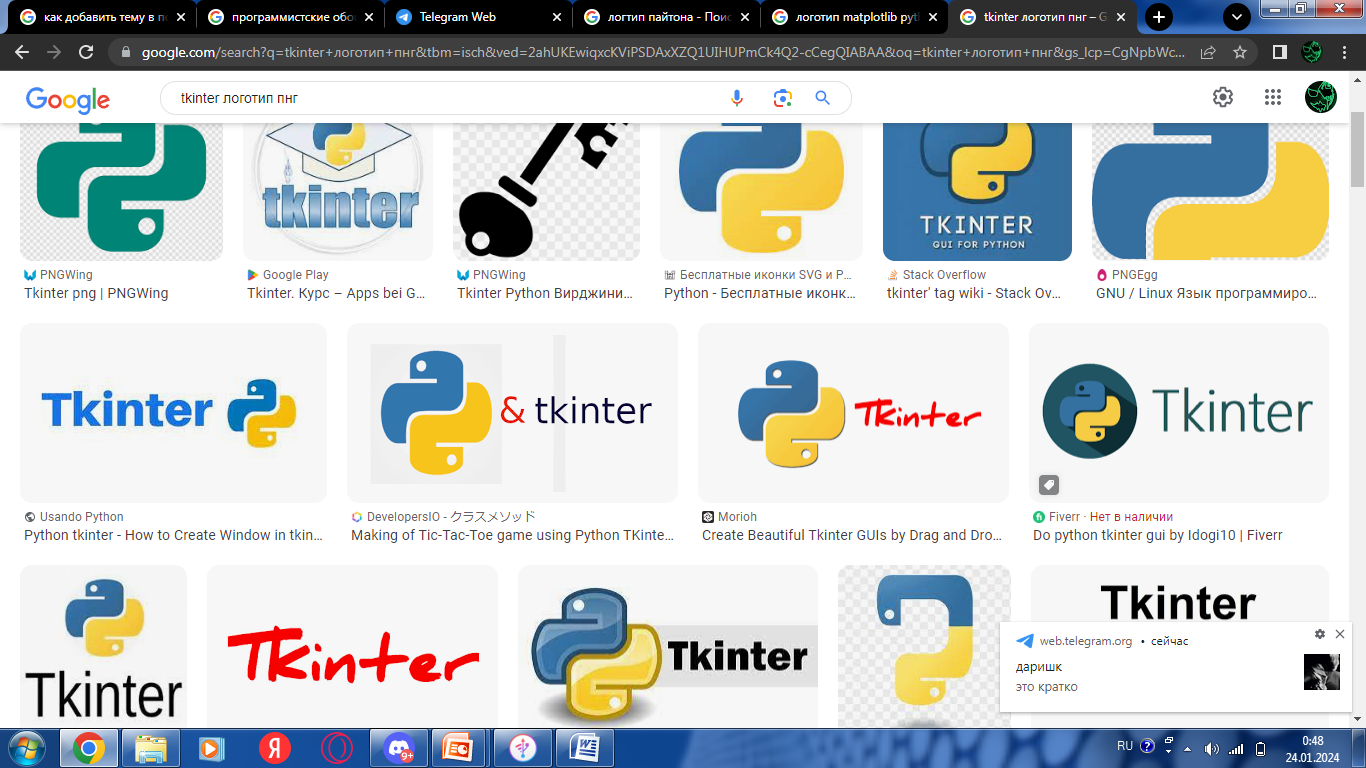 как добавить тему в п
программистские обо
Telegram Web
логтип пайтона - Поис
логотип matplotlib pyt
tkinter логотип пнг – G
google.com/search?q=tkinter+логотип+пнг&tbm=isch&ved=2ahUKEwiqxcKViPSDAxXZQ1UIHUPmCk4Q2-cCegQIABAA&oq=tkinter+логотип+пнг&gs_lcp=CgNpbWc...
Google
tkinter логотип пнг
tkinter
TKINTER
GUI FOR PYTHON
PNGWing
Tkinter png | PNGWing
Google Play
Tkinter. Курс – Apps bei G...
PNGWing
Tkinter Python Вирджини...
Бесплатные иконки SVG и P...
Python - Бесплатные иконк...
Stack Overflow
tkinter' tag wiki - Stack Ov...
PNGEgg
GNU / Linux Язык программиро...
Tkinter
& tkinter
Tkinter
Tkinter
Usando Python
Python tkinter - How to Create Window in tkin...
DevelopersIO - クラスメソッド
Making of Tic-Tac-Toe game using Python TKinte...
Morioh
Create Beautiful Tkinter GUIs by Drag and Dro...
Fiverr · Нет в наличии
Do python tkinter gui by Idogi10 | Fiverr
Tkinter
Tkinter
Tkinter
Tkinter
web.telegram.org • сейчас
даришк
это кратко
9+
RU
0:48
24.01.2024